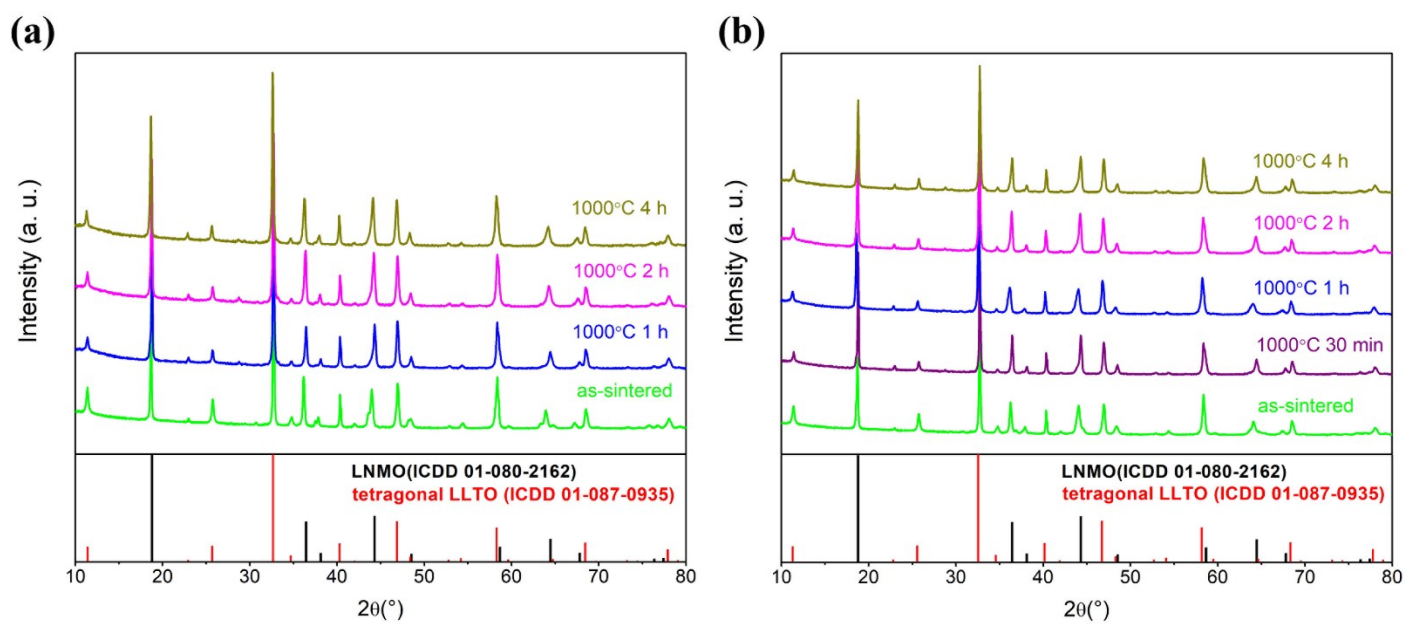 (a)
Intensity (a. u.)
1000°C 4 h
1000°C 2 h
1000°C 1 h
as-sintered
LNMO(ICDD 01-080-2162)
tetragonal LLTO (ICDD 01-087-0935)
10 20 30 40 50 60 70 80
2θ(°)
(b)
Intensity (a. u.)
1000°C 4 h
1000°C 2 h
1000°C 1 h
1000°C 30 min
as-sintered
LNMO(ICDD 01-080-2162)
tetragonal LLTO (ICDD 01-087-0935)
10 20 30 40 50 60 70 80
2θ(°)